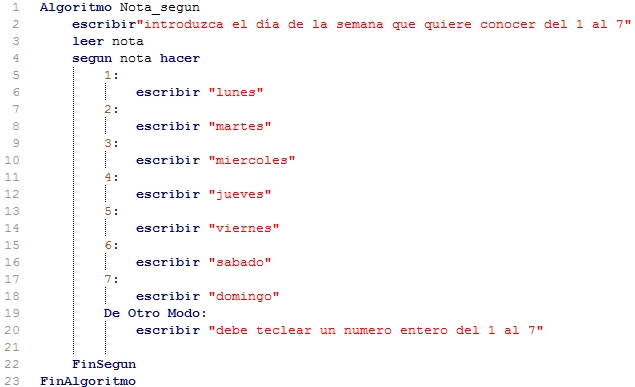 1 Algoritmo Nota_segun
2 escribir"introduzca el día de la semana que quiere conocer del 1 al 7"
3 leer nota
4 segun nota hacer
5 1:
6 escribir "lunes"
7 2:
8 escribir "martes"
9 3:
10 escribir "miercoles"
11 4:
12 escribir "jueves"
13 5:
14 escribir "viernes"
15 6:
16 escribir "sabado"
17 7:
18 escribir "domingo"
19 De Otro Modo:
20 escribir "debe teclear un numero entero del 1 al 7"
21
22 FinSegun
23 FinAlgoritmo